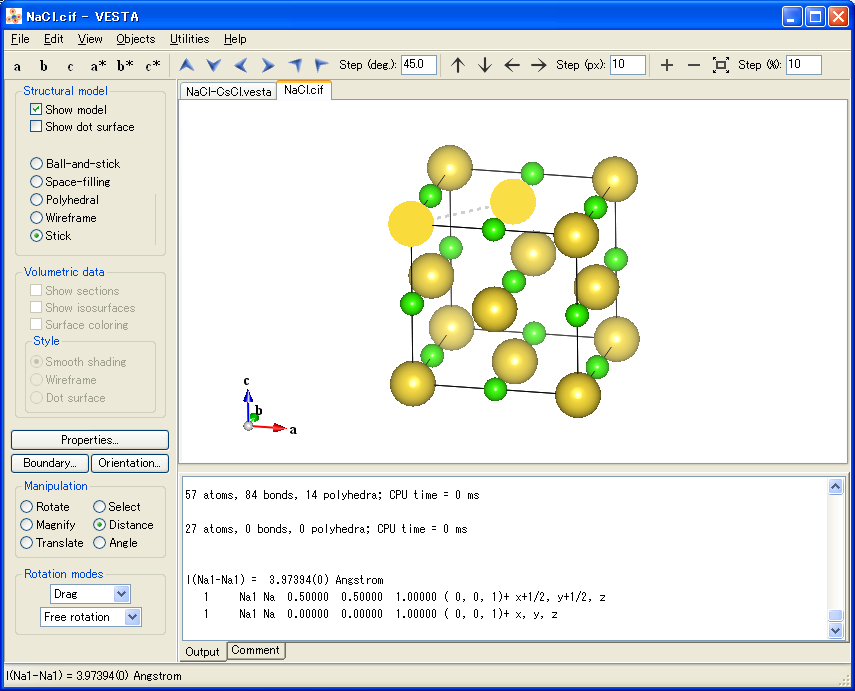 NaCl.cif - VESTA
File Edit View Objects Utilities Help
a b c a* b* c* Step (deg.): 45.0 Step (px): 10 Step (%): 10
NaCl-CsCl.vesta NaCl.cif
Structural model
Show model
Show dot surface
Ball-and-stick
Space-filling
Polyhedral
Wireframe
Stick
Volumetric data
Show sections
Show isosurfaces
Surface coloring
Style
Smooth shading
Wireframe
Dot surface
c
b
a
Properties...
Boundary... Orientation...
Manipulation
Rotate Select
Magnify Distance
Translate Angle
Rotation modes
Drag
Free rotation
57 atoms, 84 bonds, 14 polyhedra; CPU time = 0 ms
27 atoms, 0 bonds, 0 polyhedra; CPU time = 0 ms
l(Na1-Na1) = 3.97394(0) Angstrom
1 Na1 Na 0.50000 0.50000 1.00000 ( 0, 0, 1)+ x+1/2, y+1/2, z
1 Na1 Na 0.00000 0.00000 1.00000 ( 0, 0, 1)+ x, y, z
Output Comment
l(Na1-Na1) = 3.97394(0) Angstrom